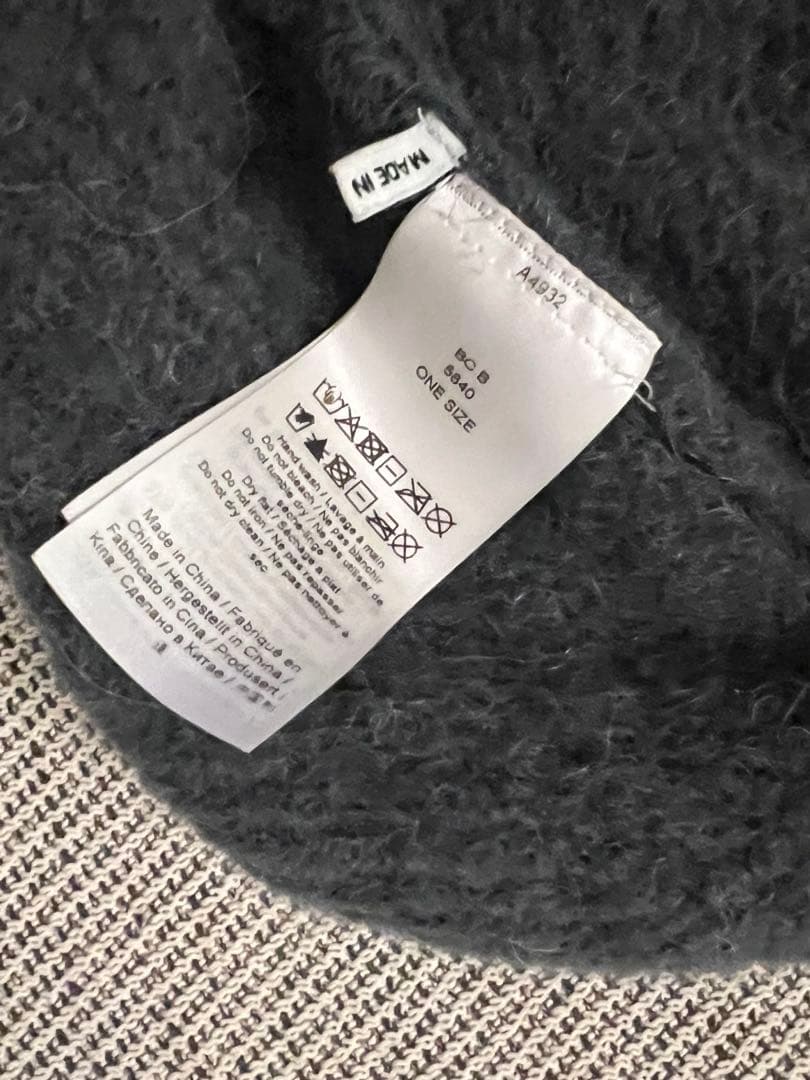 MADE IN
A4932
BC B
5640
ONE SIZE
Hand wash / Lavage à main
Do not bleach / Ne pas blanchir
Do not tumble dry / Ne pas utiliser de
sèche-linge
Dry flat / Séchage à plat
Do not iron / Ne pas repasser
Do not dry clean / Ne pas nettoyer à
sec
Made in China / Fabriqué en
Chine / Hergestellt in China /
Fabbricato in Cina / Produsert i
Kina / Сделано в Китае /